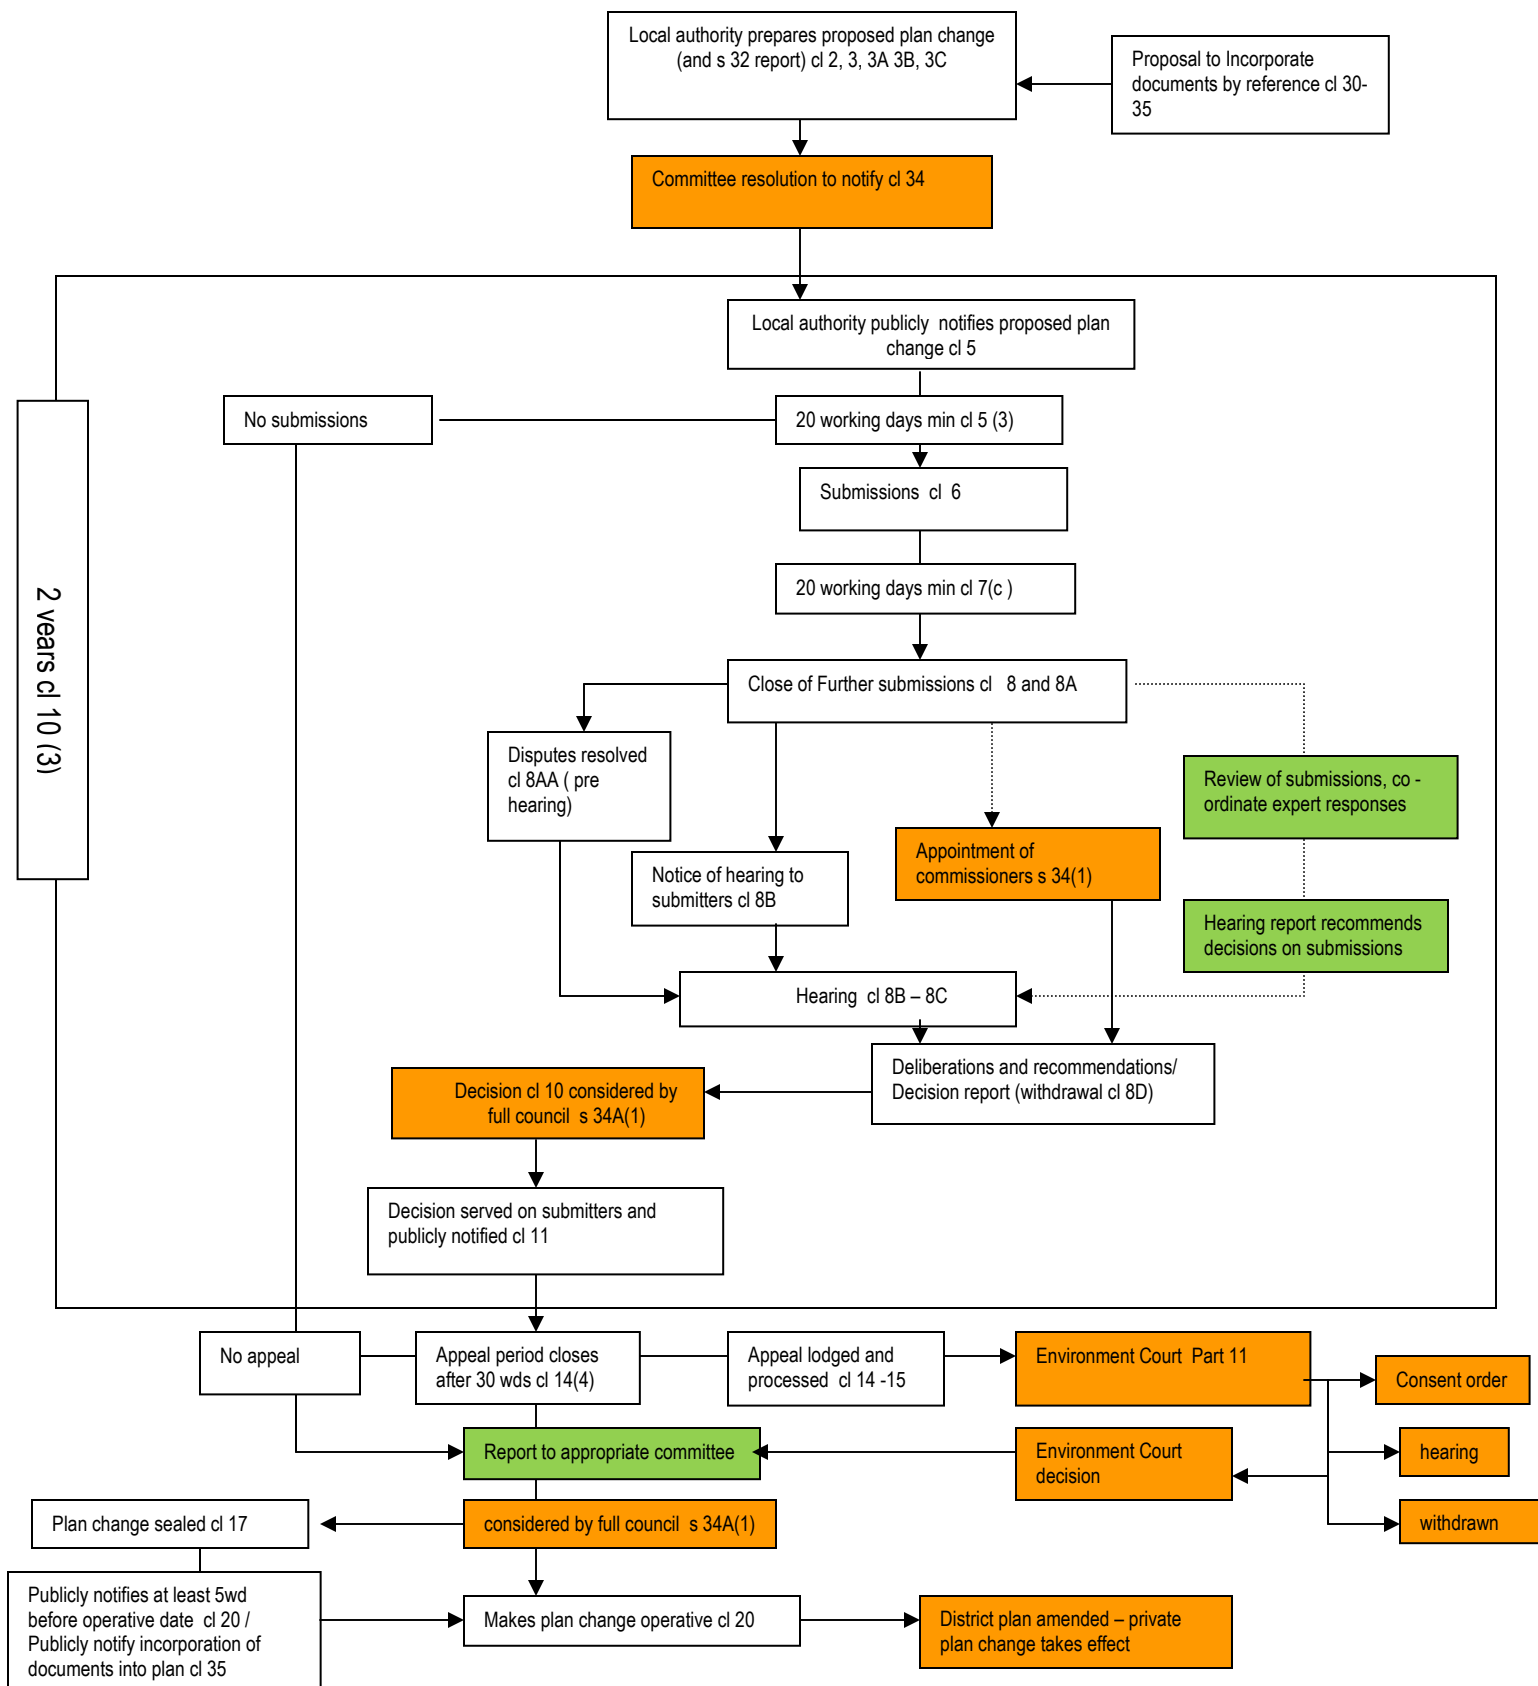 Local authority prepares proposed plan change
(and s 32 report) cl 2, 3, 3A 3B, 3C
Proposal to Incorporate
documents by reference cl 30-
35
Committee resolution to notify cl 34
Local authority publicly notifies proposed plan
change cl 5
No submissions
20 working days min cl 5 (3)
Submissions cl 6
20 working days min cl 7(c )
2 years cl 10 (3)
Close of Further submissions cl 8 and 8A
Disputes resolved
cl 8AA ( pre
hearing)
Review of submissions, co -
ordinate expert responses
Appointment of
commissioners s 34(1)
Notice of hearing to
submitters cl 8B
Hearing report recommends
decisions on submissions
Hearing cl 8B – 8C
Deliberations and recommendations/
Decision report (withdrawal cl 8D)
Decision cl 10 considered by
full council s 34A(1)
Decision served on submitters and
publicly notified cl 11
No appeal
Appeal period closes
after 30 wds cl 14(4)
Appeal lodged and
processed cl 14 -15
Environment Court Part 11
Consent order
Report to appropriate committee
Environment Court
decision
hearing
Plan change sealed cl 17
considered by full council s 34A(1)
withdrawn
Publicly notifies at least 5wd
before operative date cl 20 /
Publicly notify incorporation of
documents into plan cl 35
Makes plan change operative cl 20
District plan amended – private
plan change takes effect